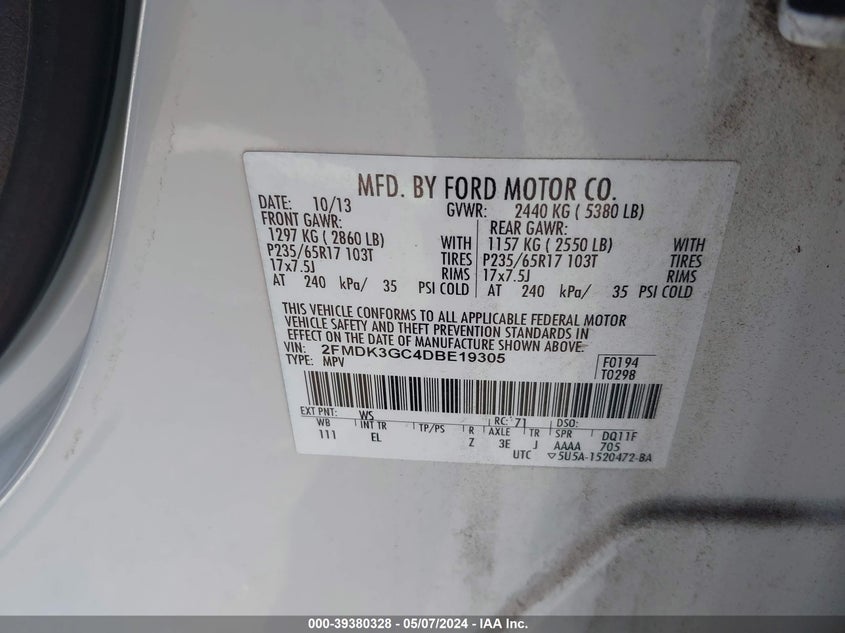 MFD. BY FORD MOTOR CO.
DATE: 10/13 GVWR: 2440 KG ( 5380 LB)
FRONT GAWR: REAR GAWR:
1297 KG ( 2860 LB) WITH 1157 KG ( 2550 LB) WITH
P235/65R17 103T TIRES P235/65R17 103T TIRES
17x7.5J RIMS 17x7.5J RIMS
AT 240 kPa/ 35 PSI COLD AT 240 kPa/ 35 PSI COLD
THIS VEHICLE CONFORMS TO ALL APPLICABLE FEDERAL MOTOR
VEHICLE SAFETY AND THEFT PREVENTION STANDARDS IN
EFFECT ON THE DATE OF MANUFACTURE SHOWN ABOVE.
VIN: 2FMDK3GC4DBE19305
TYPE: MPV
F0194
T0298
EXT PNT: WS RC: 71 DSO:
WB INT TR TP/PS R AXLE TR SPR DQ11F
111 EL Z 3E J AAAA 705
UTC ▽5U5A-1520472-BA
000-39380328 - 05/07/2024 - IAA Inc.